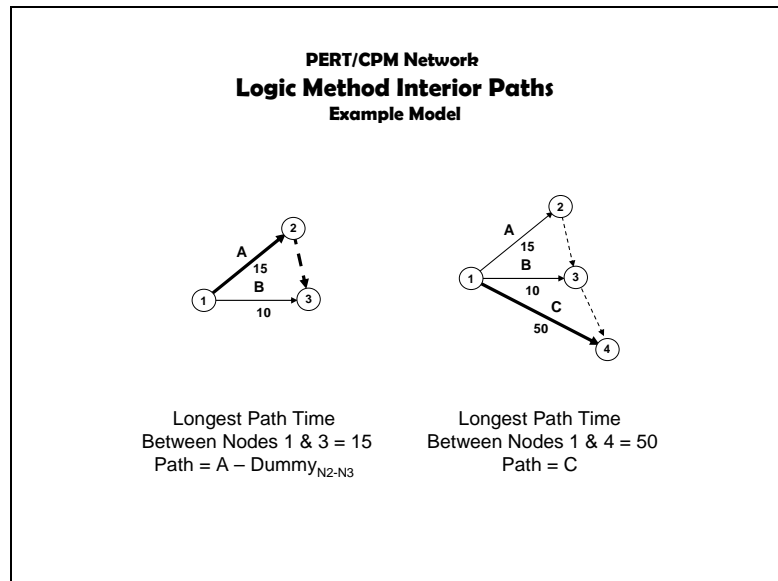 PERT/CPM Network
Logic Method Interior Paths
Example Model
2
A
15
B
1
3
10
Longest Path Time
Between Nodes 1 & 3 = 15
Path = A – Dummy N2-N3
2
A
15
B
1
3
10
C
50
4
Longest Path Time
Between Nodes 1 & 4 = 50
Path = C